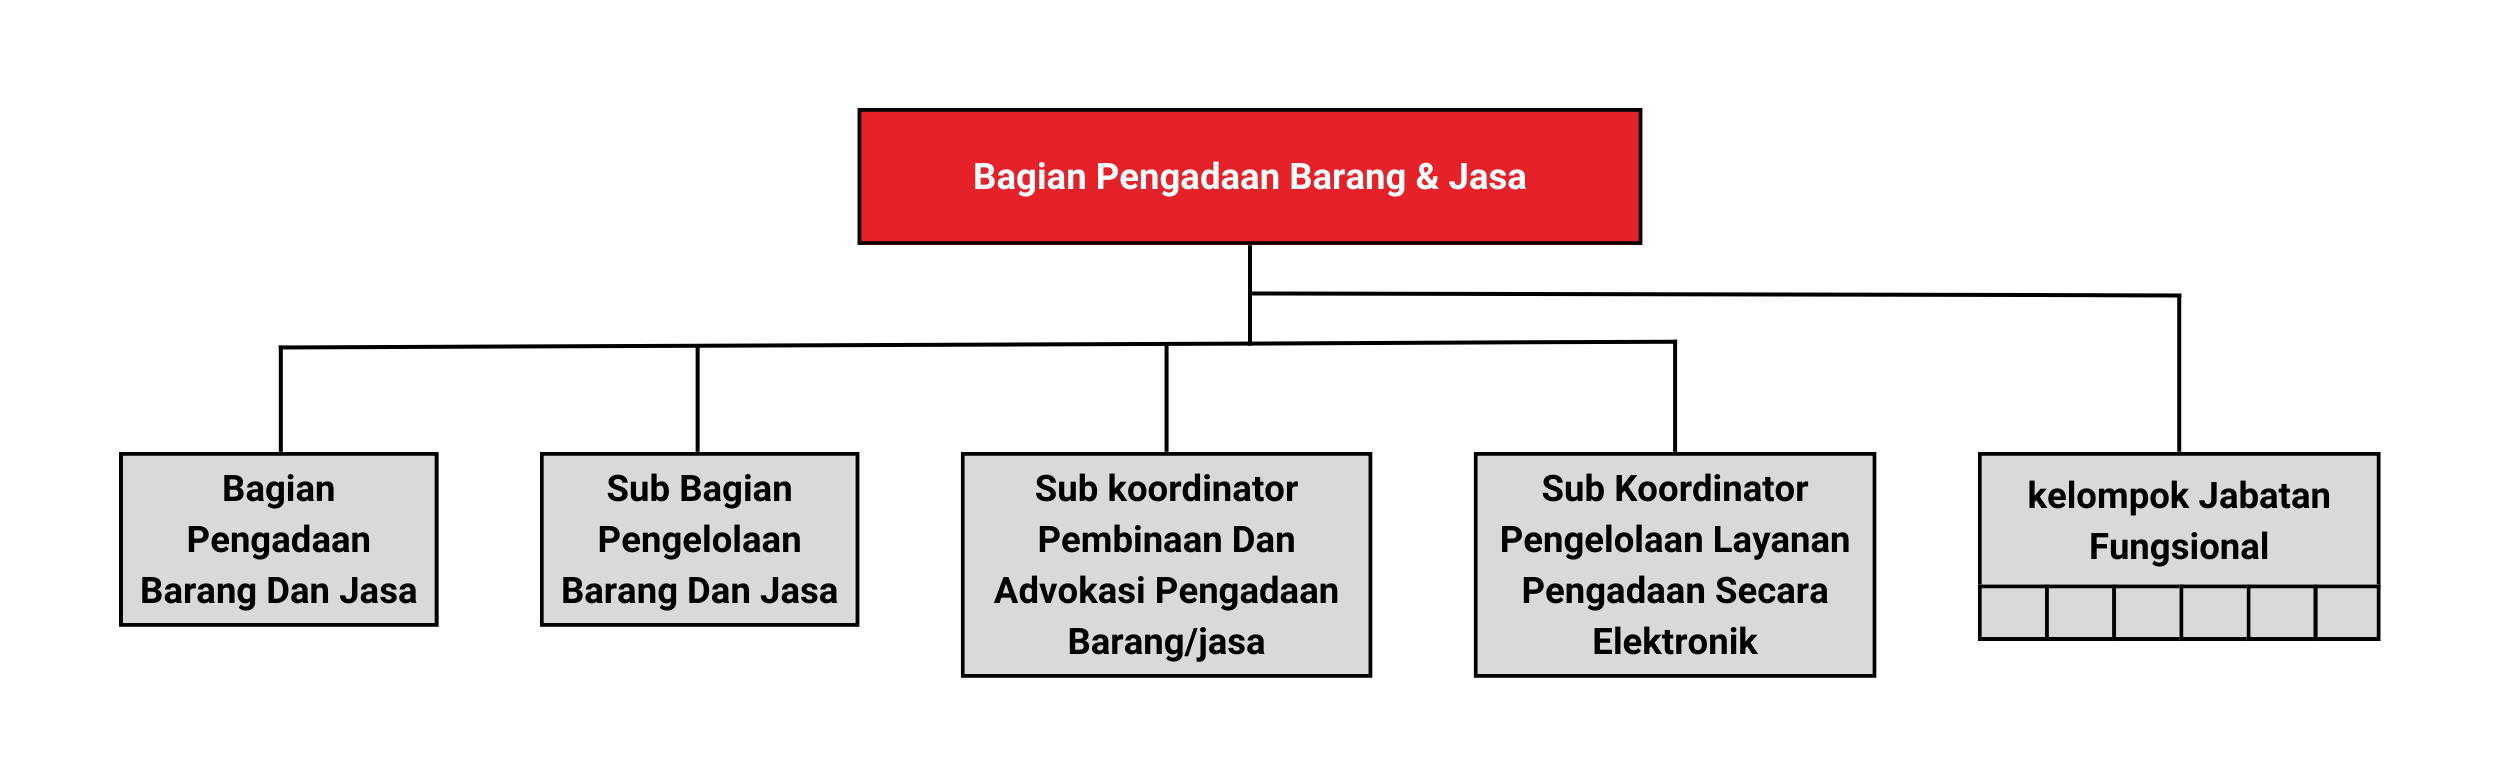 Bagian Pengadaan Barang & Jasa
Bagian
Pengadaan
Barang Dan Jasa
Sub Bagian
Pengdolaan
Barang Dan Jasa
Sub koordinator
Pembinaan Dan
Advokasi Pengadaan
Barang/jasa
Sub Koordinator
Pengelolaan Layanan
Pengadaan Secara
Elektronik
kelompok Jabatan
Fungsional